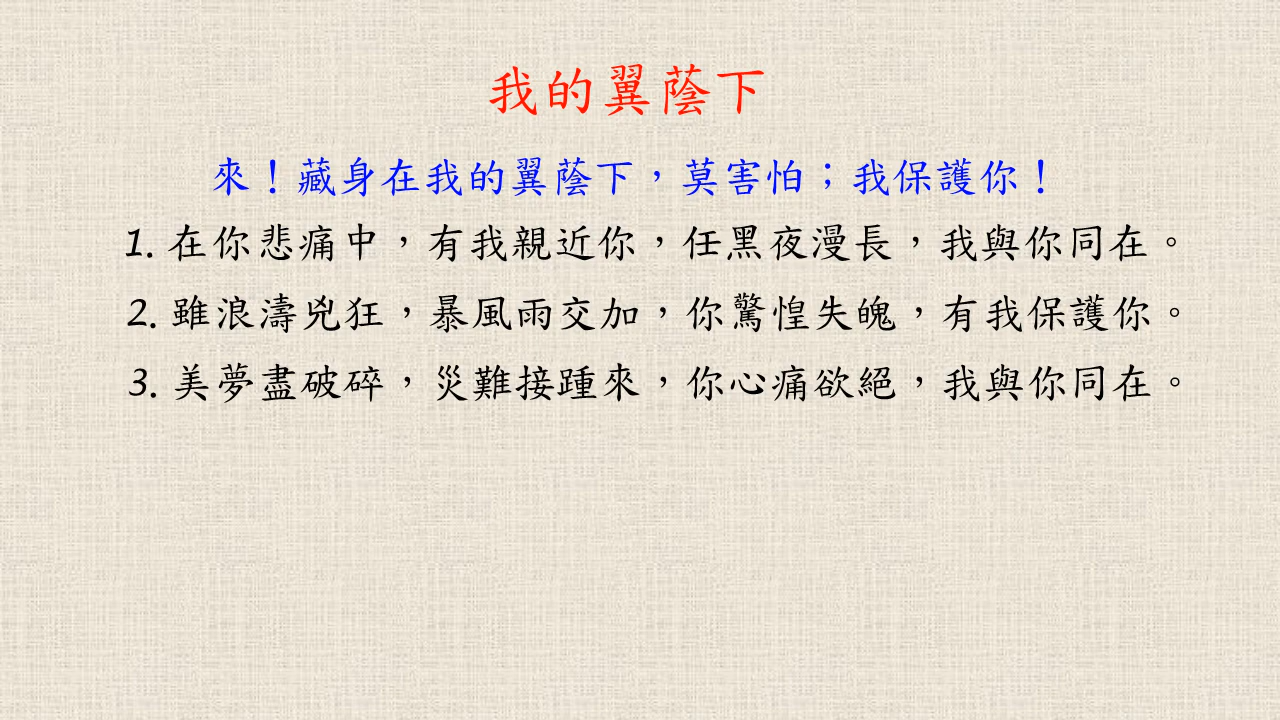 我的翼蔭下
來！藏身在我的翼蔭下，莫害怕；我保護你！
1. 在你悲痛中，有我親近你，任黑夜漫長，我與你同在。
2. 雖浪濤兇狂，暴風雨交加，你驚惶失魄，有我保護你。
3. 美夢盡破碎，災難接踵來，你心痛欲絕，我與你同在。